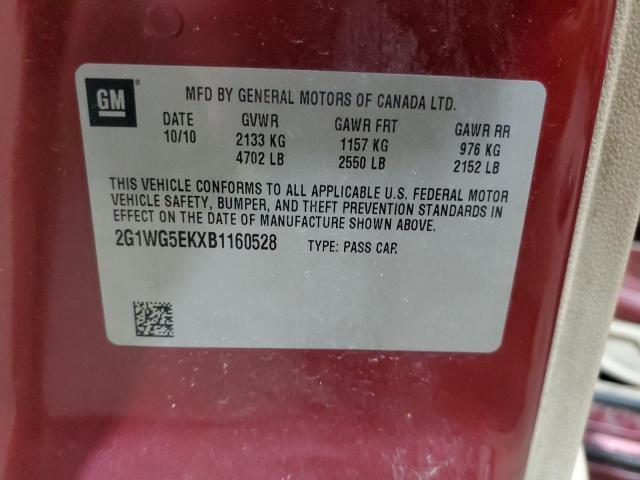 GM
MFD BY GENERAL MOTORS OF CANADA LTD.
DATE GVWR GAWR FRT GAWR RR
10/10 2133 KG 1157 KG 976 KG
4702 LB 2550 LB 2152 LB
THIS VEHICLE CONFORMS TO ALL APPLICABLE U.S. FEDERAL MOTOR
VEHICLE SAFETY, BUMPER, AND THEFT PREVENTION STANDARDS IN
EFFECT ON THE DATE OF MANUFACTURE SHOWN ABOVE.
2G1WG5EKXB1160528 TYPE: PASS CAR